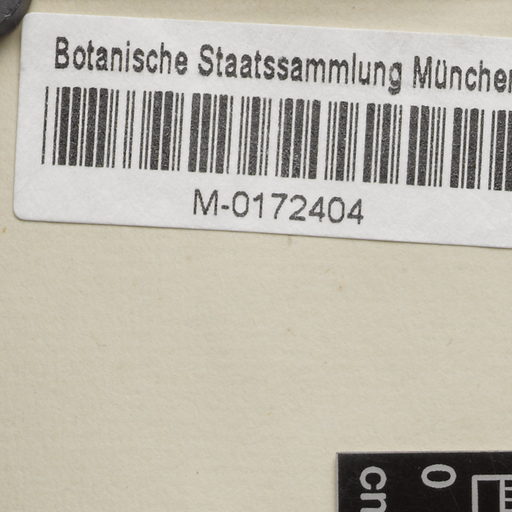 Botanische Staatssammlung München
M-0172404
0
cm